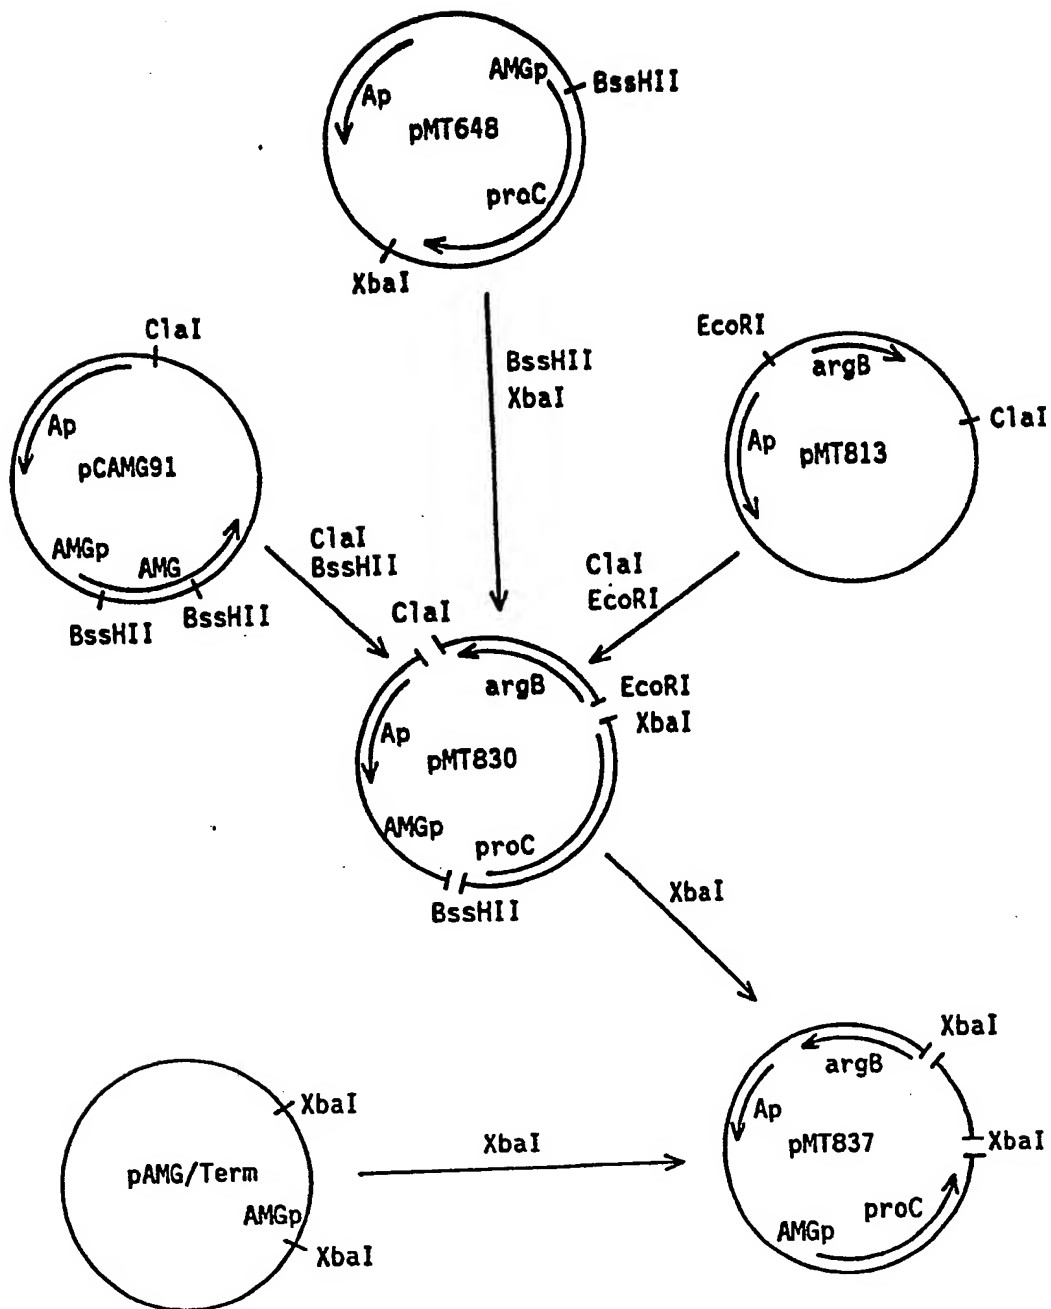 AMGp
BssHII
Ap
pMT648
proC
XbaI
ClaI
Ap
pCAMG91
AMGp
AMG
BssHII
BssHII
BssHII
XbaI
EcoRI
argB
ClaI
Ap
pMT813
ClaI
BssHII
ClaI
EcoRI
ClaI
argB
EcoRI
XbaI
Ap
pMT830
AMGp
proC
BssHII
XbaI
XbaI
pAMG/Term
AMGp
XbaI
XbaI
XbaI
argB
Ap
pMT837
XbaI
proC
AMGp